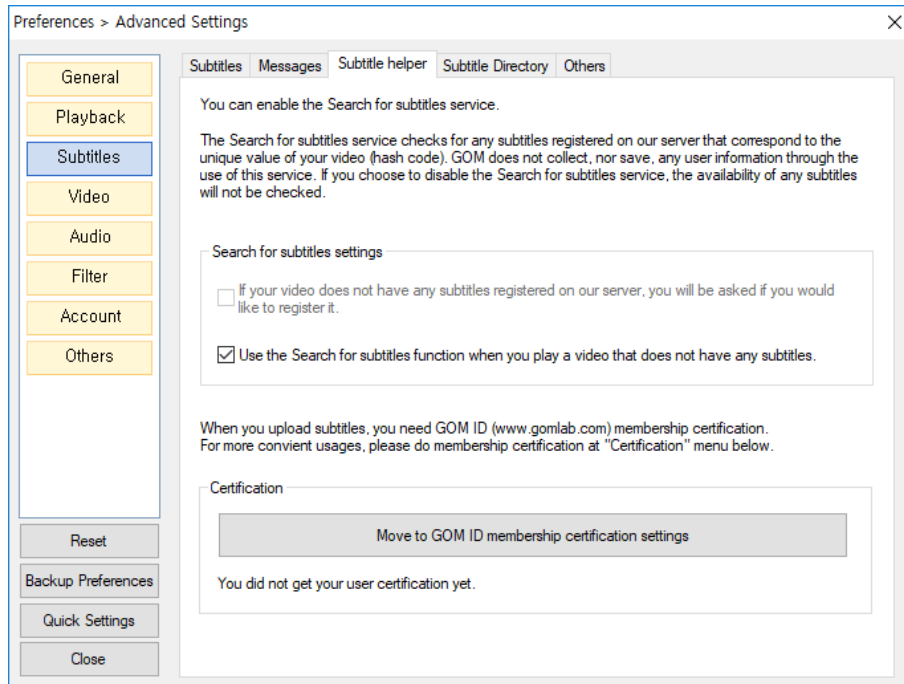 Preferences > Advanced Settings
General
Playback
Subtitles
Video
Audio
Filter
Account
Others
Reset
Backup Preferences
Quick Settings
Close
Subtitles Messages Subtitle helper Subtitle Directory Others
You can enable the Search for subtitles service.
The Search for subtitles service checks for any subtitles registered on our server that correspond to the
unique value of your video (hash code). GOM does not collect, nor save, any user information through the
use of this service. If you choose to disable the Search for subtitles service, the availability of any subtitles
will not be checked.
Search for subtitles settings
If your video does not have any subtitles registered on our server, you will be asked if you would
like to register it.
Use the Search for subtitles function when you play a video that does not have any subtitles.
When you upload subtitles, you need GOM ID (www.gomlab.com) membership certification.
For more convient usages, please do membership certification at "Certification" menu below.
Certification
Move to GOM ID membership certification settings
You did not get your user certification yet.